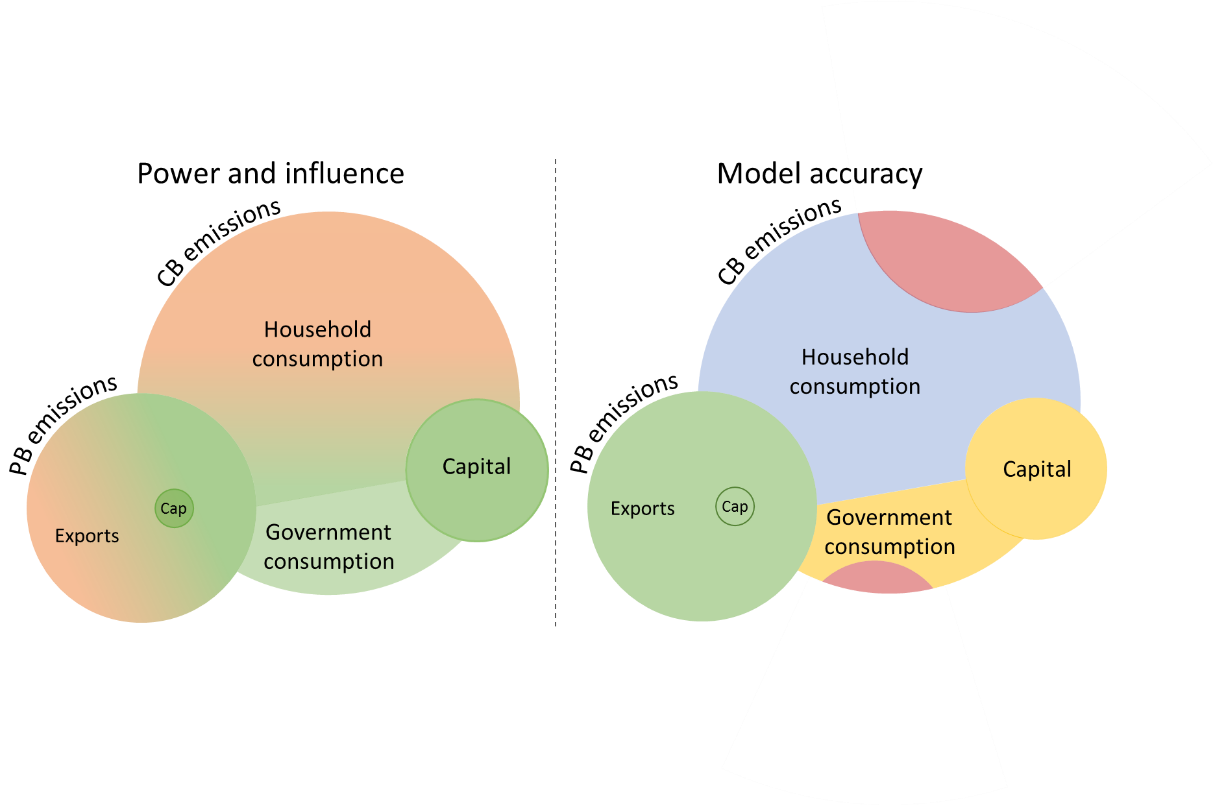 Power and influence
CB emissions
Household
consumption
PB emissions
Capital
Cap
Exports
Government
consumption
Model accuracy
CB emissions
Household
consumption
PB emissions
Capital
Cap
Exports
Government
consumption